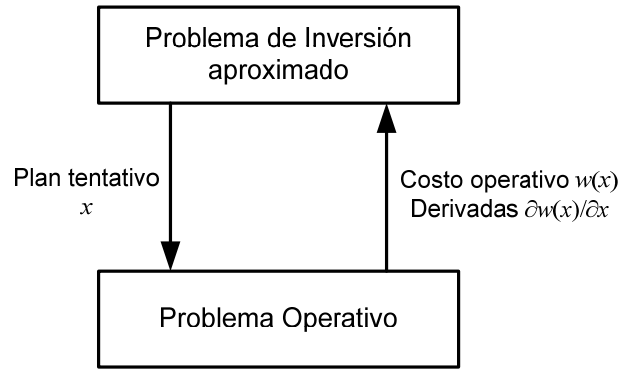 Problema de Inversión
aproximado
Plan tentativo
x
Costo operativo w(x)
Derivadas ∂w(x)/∂x
Problema Operativo